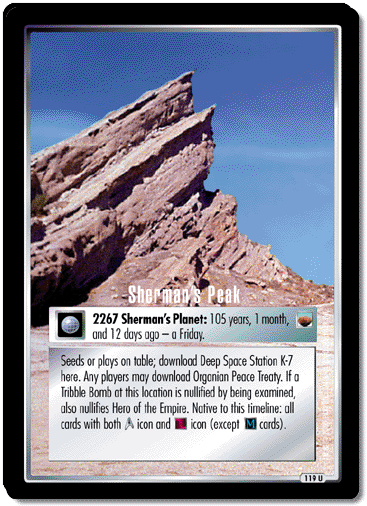 Sherman's Peak
2267 Sherman's Planet: 105 years, 1 month,
and 12 days ago – a Friday.
Seeds or plays on table; download Deep Space Station K-7
here. Any players may download Organian Peace Treaty. If a
Tribble Bomb at this location is nullified by being examined,
also nullifies Hero of the Empire. Native to this timeline: all
cards with both icon and icon (except M cards).
119 U